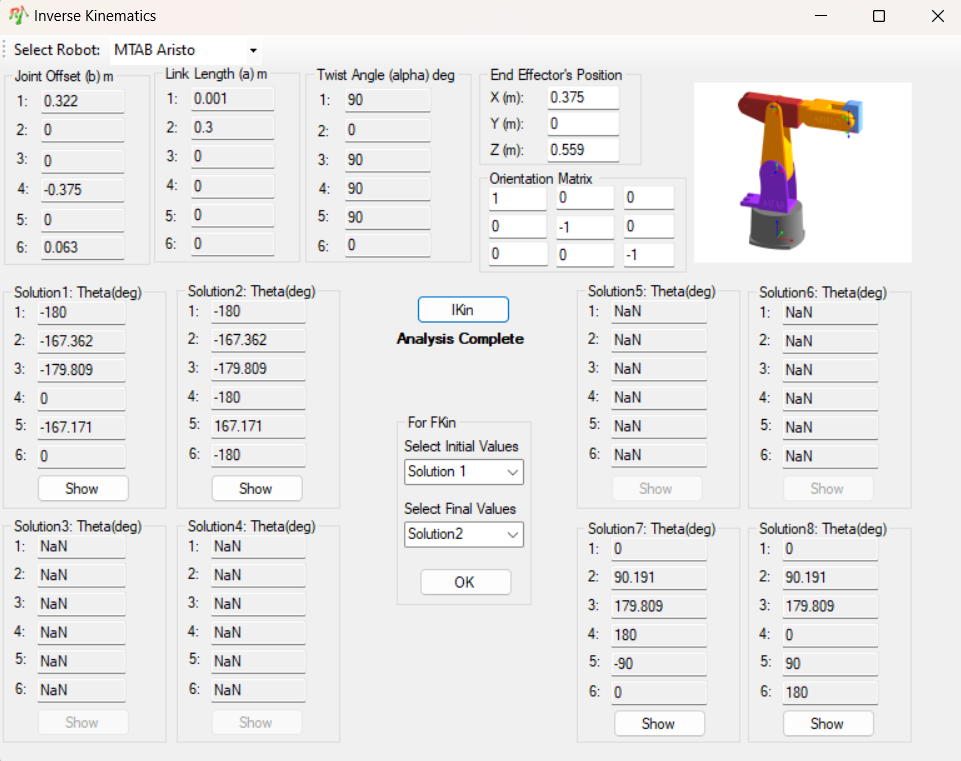 Inverse Kinematics
Select Robot: MTAB Aristo
Joint Offset (b) m
1: 0.322
2: 0
3: 0
4: -0.375
5: 0
6: 0.063
Link Length (a) m
1: 0.001
2: 0.3
3: 0
4: 0
5: 0
6: 0
Twist Angle (alpha) deg
1: 90
2: 0
3: 90
4: 90
5: 90
6: 0
End Effector's Position
X (m): 0.375
Y (m): 0
Z (m): 0.559
Orientation Matrix
1 0 0
0 -1 0
0 0 -1
Solution1: Theta(deg)
1: -180
2: -167.362
3: -179.809
4: 0
5: -167.171
6: 0
Show
Solution2: Theta(deg)
1: -180
2: -167.362
3: -179.809
4: -180
5: 167.171
6: -180
Show
IKin
Analysis Complete
For FKin
Select Initial Values
Solution 1
Select Final Values
Solution2
OK
Solution5: Theta(deg)
1: NaN
2: NaN
3: NaN
4: NaN
5: NaN
6: NaN
Show
Solution6: Theta(deg)
1: NaN
2: NaN
3: NaN
4: NaN
5: NaN
6: NaN
Show
Solution3: Theta(deg)
1: NaN
2: NaN
3: NaN
4: NaN
5: NaN
6: NaN
Show
Solution4: Theta(deg)
1: NaN
2: NaN
3: NaN
4: NaN
5: NaN
6: NaN
Show
Solution7: Theta(deg)
1: 0
2: 90.191
3: 179.809
4: 180
5: -90
6: 0
Show
Solution8: Theta(deg)
1: 0
2: 90.191
3: 179.809
4: 0
5: 90
6: 180
Show